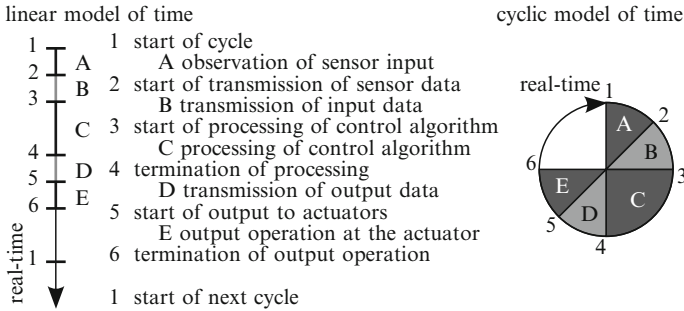 linear model of time
cyclic model of time
1
A
2
B
3
C
4
D
5
E
6
1
real-time
1 start of cycle
A observation of sensor input
2 start of transmission of sensor data
B transmission of input data
3 start of processing of control algorithm
C processing of control algorithm
4 termination of processing
D transmission of output data
5 start of output to actuators
E output operation at the actuator
6 termination of output operation
1 start of next cycle
real-time
1
2
3
4
5
6
A
B
C
D
E